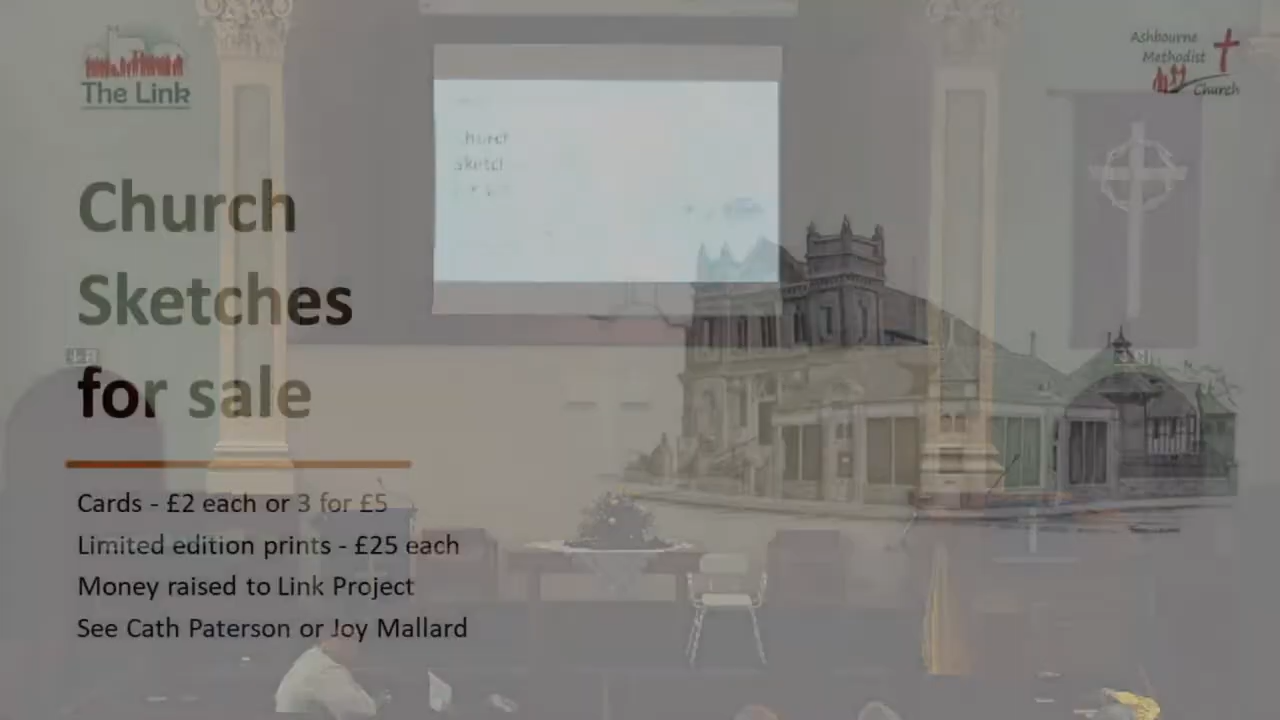 The Link
Ashbourne
Methodist
Church
Church
Sketches
for sale
Cards - £2 each or 3 for £5
Limited edition prints - £25 each
Money raised to Link Project
See Cath Paterson or Joy Mallard